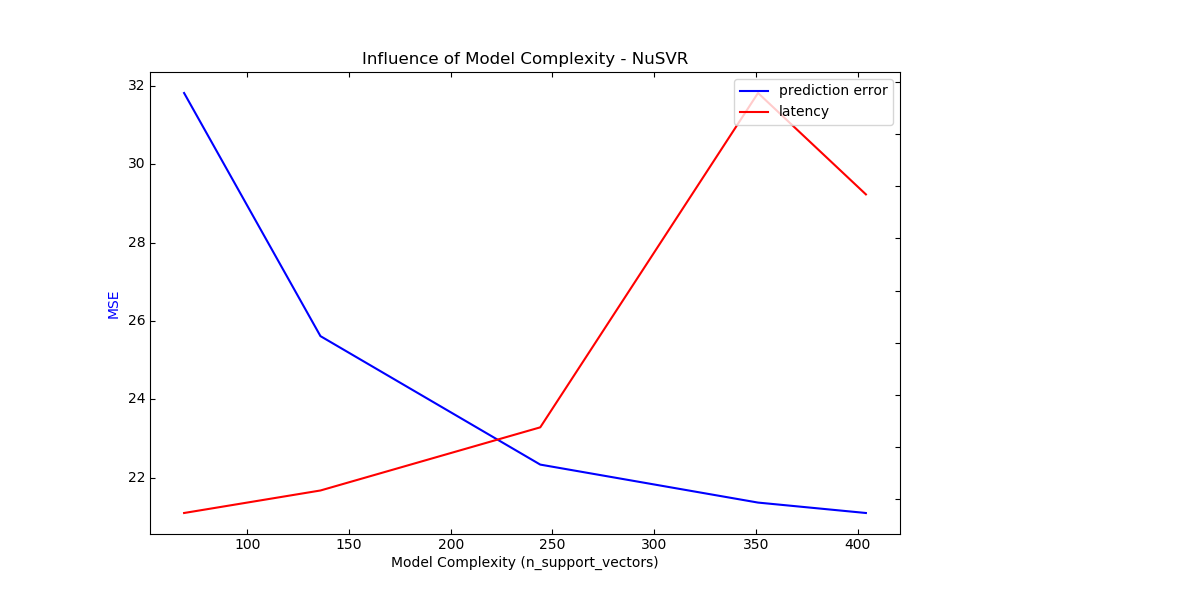 Influence of Model Complexity - NuSVR
prediction error
latency
32
30
28
26
24
22
MSE
100 150 200 250 300 350 400
Model Complexity (n_support_vectors)